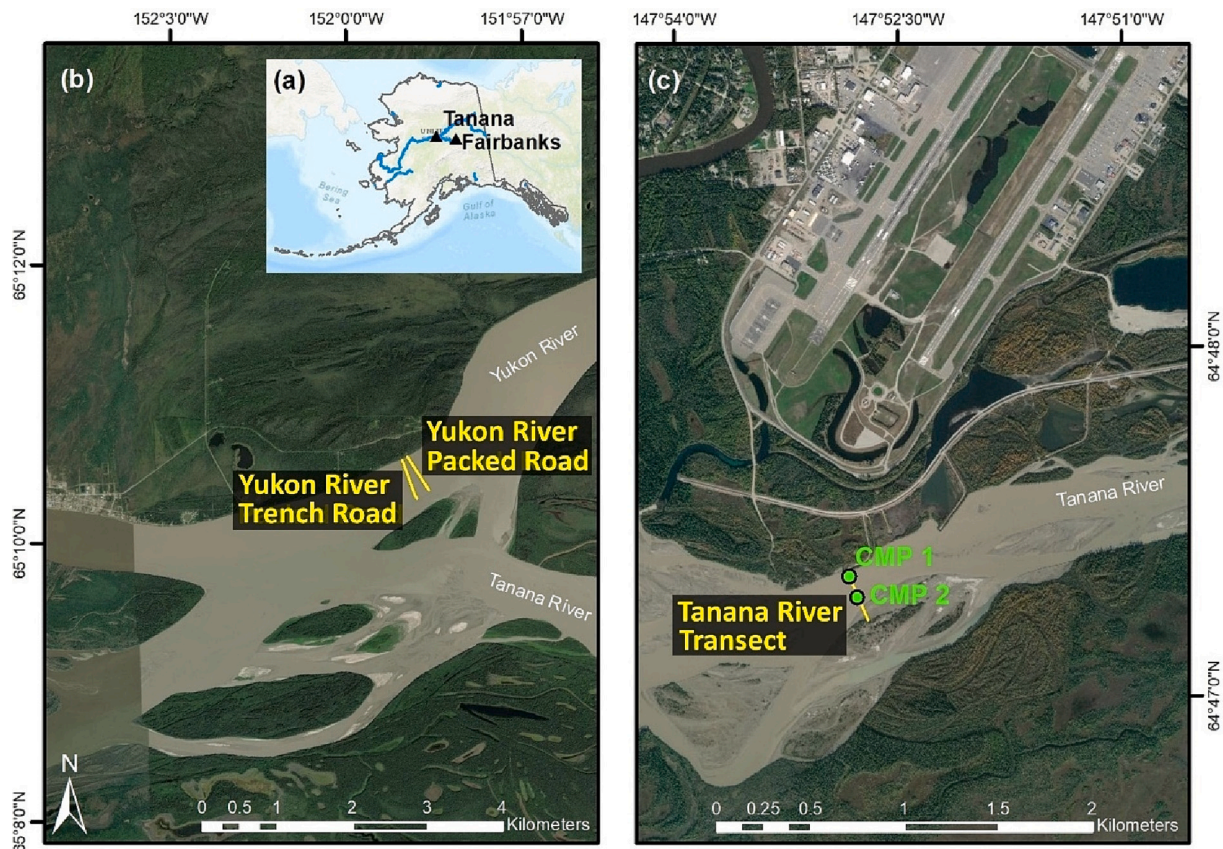 152°3'0"W
152°0'0"W
151°57'0"W
147°54'0"W
147°52'30"W
147°51'0"W
(b)
(a)
Tanana
Fairbanks
Bering
Sea
Gulf of
Alaska
65°12'0"N
65°10'0"N
65°8'0"N
Yukon River
Yukon River
Packed Road
Yukon River
Trench Road
Tanana River
N
0 0.5 1 2 3 4
Kilometers
(c)
64°48'0"N
64°47'0"N
Tanana River
CMP 1
CMP 2
Tanana River
Transect
0 0.25 0.5 1 1.5 2
Kilometers